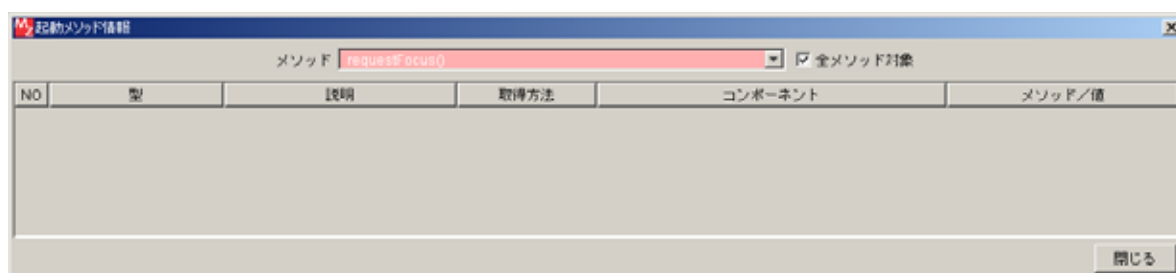 起動メソッド情報
メソッド requestFocus() 全メソッド対象
NO 型 説明 取得方法 コンポーネント メソッド/値
閉じる